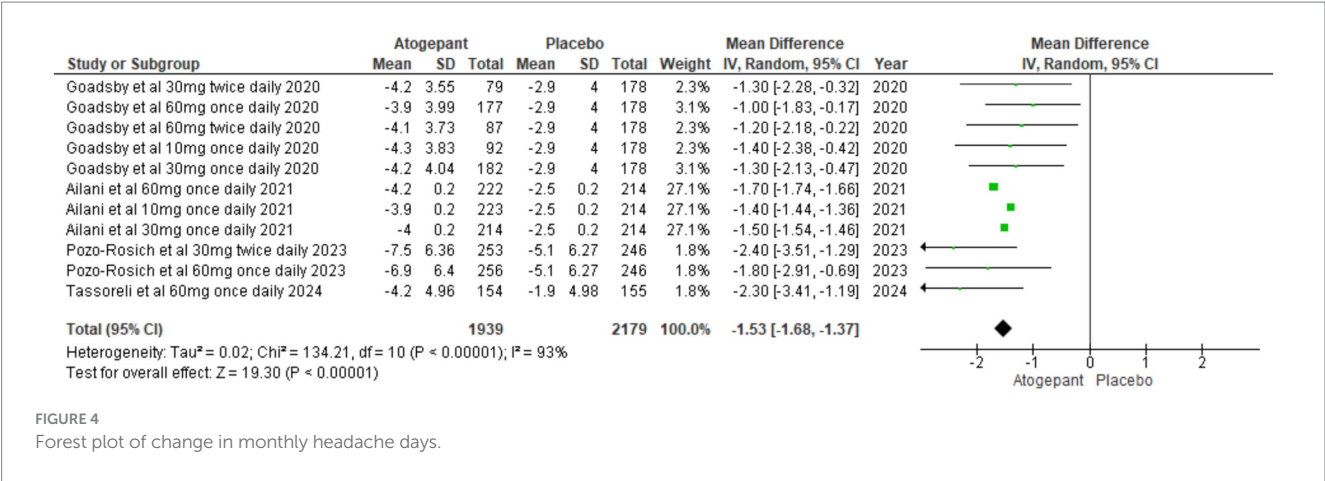 Atogepant Placebo Mean Difference Mean Difference
Study or Subgroup Mean SD Total Mean SD Total Weight IV, Random, 95% CI Year IV, Random, 95% CI
Goadsby et al 30mg twice daily 2020 -4.2 3.55 79 -2.9 4 178 2.3% -1.30 [-2.28, -0.32] 2020
Goadsby et al 60mg once daily 2020 -3.9 3.99 177 -2.9 4 178 3.1% -1.00 [-1.83, -0.17] 2020
Goadsby et al 60mg twice daily 2020 -4.1 3.73 87 -2.9 4 178 2.3% -1.20 [-2.18, -0.22] 2020
Goadsby et al 10mg once daily 2020 -4.3 3.83 92 -2.9 4 178 2.3% -1.40 [-2.38, -0.42] 2020
Goadsby et al 30mg once daily 2020 -4.2 4.04 182 -2.9 4 178 3.1% -1.30 [-2.13, -0.47] 2020
Ailani et al 60mg once daily 2021 -4.2 0.2 222 -2.5 0.2 214 27.1% -1.70 [-1.74, -1.66] 2021
Ailani et al 10mg once daily 2021 -3.9 0.2 223 -2.5 0.2 214 27.1% -1.40 [-1.44, -1.36] 2021
Ailani et al 30mg once daily 2021 -4 0.2 214 -2.5 0.2 214 27.1% -1.50 [-1.54, -1.46] 2021
Pozo-Rosich et al 30mg twice daily 2023 -7.5 6.36 253 -5.1 6.27 246 1.8% -2.40 [-3.51, -1.29] 2023
Pozo-Rosich et al 60mg once daily 2023 -6.9 6.4 256 -5.1 6.27 246 1.8% -1.80 [-2.91, -0.69] 2023
Tassoreli et al 60mg once daily 2024 -4.2 4.96 154 -1.9 4.98 155 1.8% -2.30 [-3.41, -1.19] 2024
Total (95% CI) 1939 2179 100.0% -1.53 [-1.68, -1.37]
Heterogeneity: Tau² = 0.02; Chi² = 134.21, df = 10 (P < 0.00001); I² = 93%
Test for overall effect: Z = 19.30 (P < 0.00001)
-2 -1 0 1 2
Atogepant Placebo
FIGURE 4
Forest plot of change in monthly headache days.